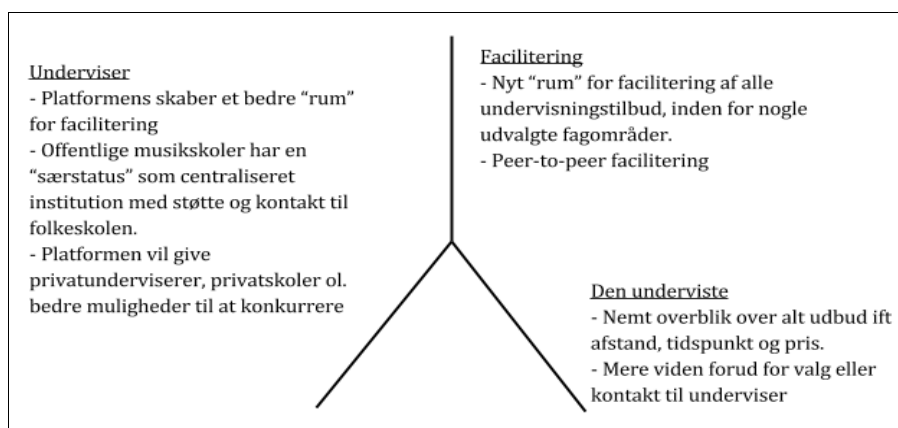 Underviser
- Platformens skaber et bedre “rum”
for facilitering
- Offentlige musikskoler har en
“særstatus” som centraliseret
institution med støtte og kontakt til
folkeskolen.
- Platformen vil give
privatunderviserer, privatskoler ol.
bedre muligheder til at konkurrere
Facilitering
- Nyt “rum” for facilitering af alle
undervisningstilbud, inden for nogle
udvalgte fagområder.
- Peer-to-peer facilitering
Den underviste
- Nemt overblik over alt udbud ift
afstand, tidspunkt og pris.
- Mere viden forud for valg eller
kontakt til underviser